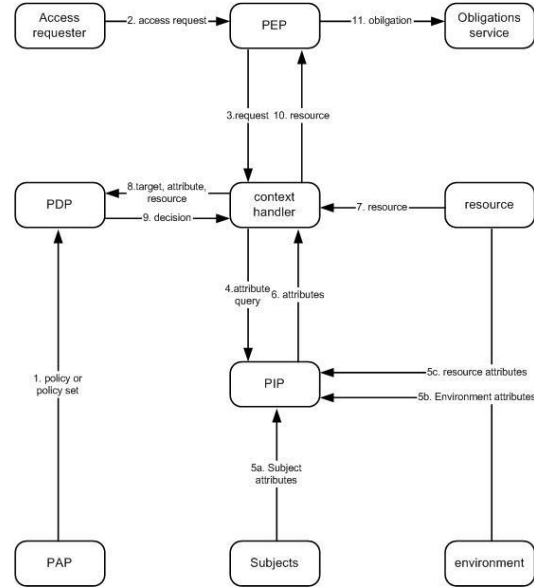 Access
requester
2. access request
PEP
11. obilgation
Obligations
service
3.request
10. resource
PDP
8.target, attribute,
resource
9. decision
context
handler
7. resource
resource
4.attribute
query
6. attributes
1. policy or
policy set
PIP
5c. resource attributes
5b. Environment attributes
5a. Subject
attributes
PAP
Subjects
environment